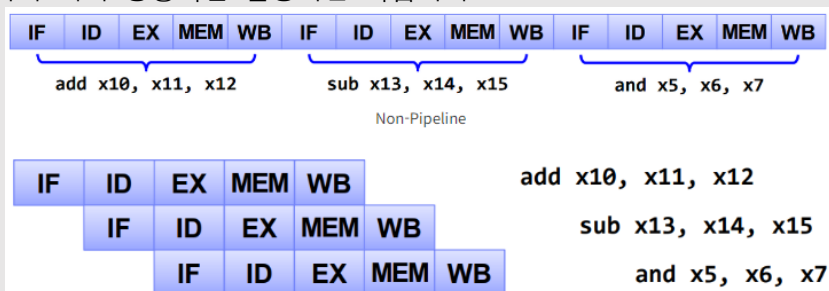 IF ID EX MEM WB IF ID EX MEM WB IF ID EX MEM WB
add x10, x11, x12 sub x13, x14, x15 and x5, x6, x7
Non-Pipeline
IF ID EX MEM WB add x10, x11, x12
IF ID EX MEM WB sub x13, x14, x15
IF ID EX MEM WB and x5, x6, x7